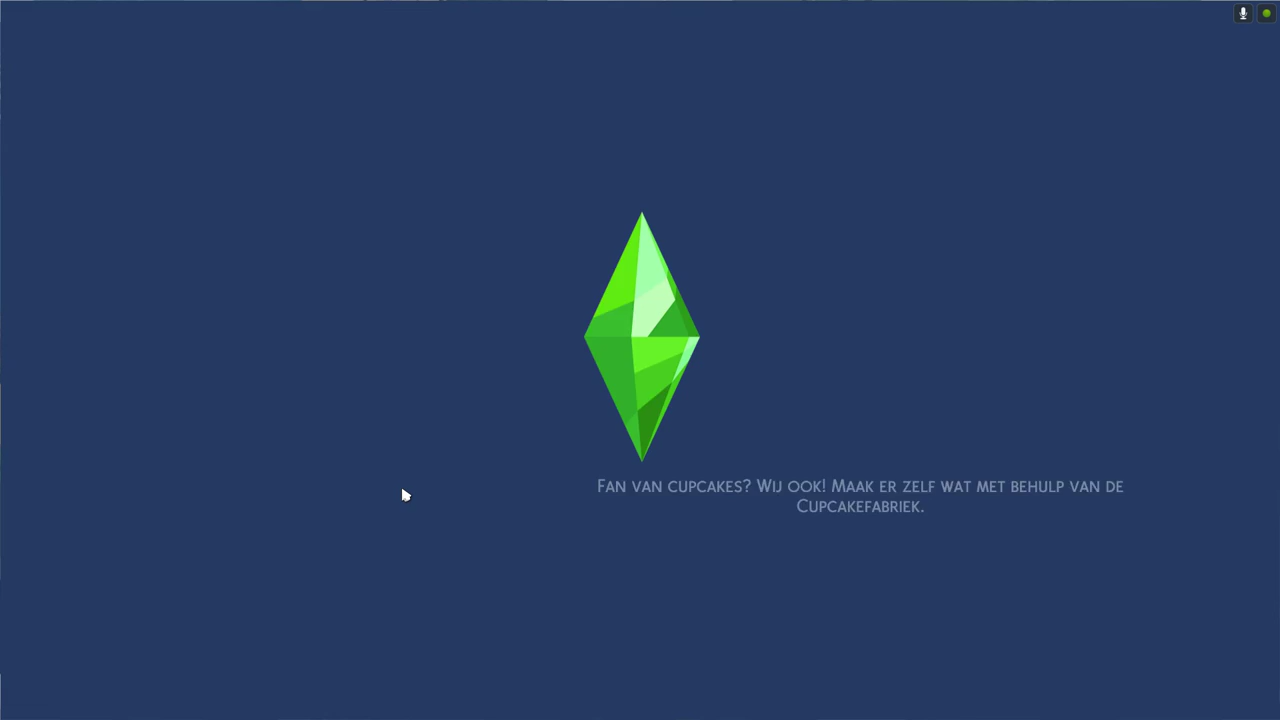 Fan van cupcakes? Wij ook! Maak er zelf wat met behulp van de
Cupcakefabriek.